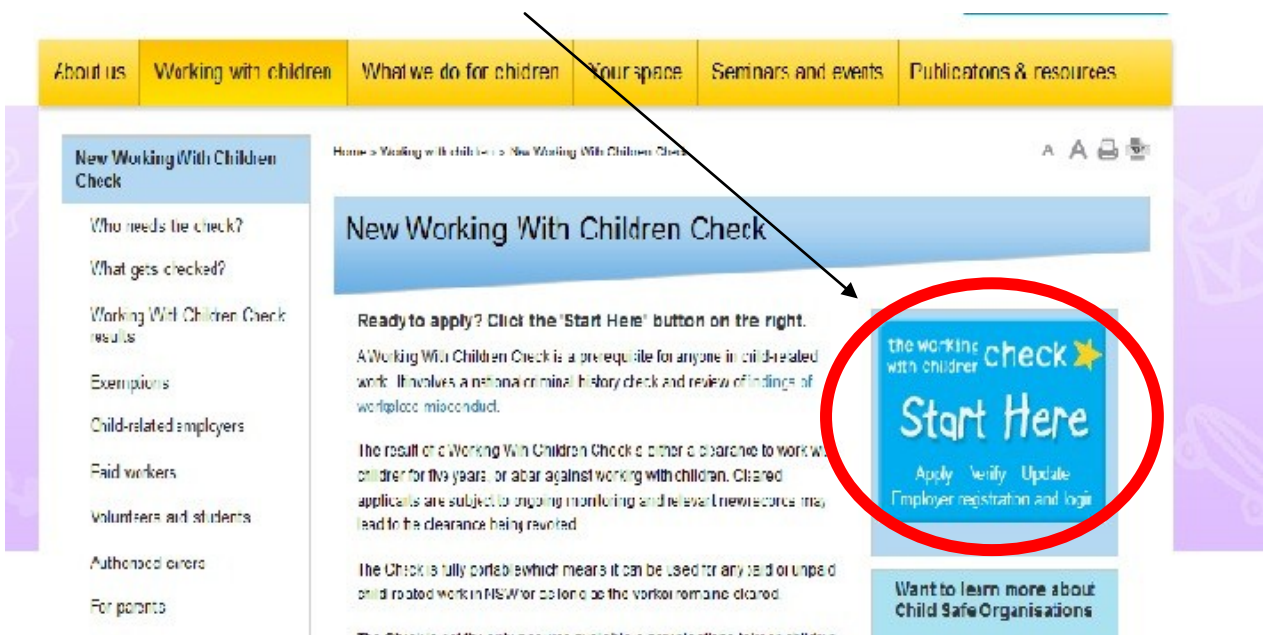 About us Working with children What we do for chidren Your space Seminars and events Publicatons & resources
New Working With Children
Check
Home » Working with children » New Working With Children Check
A A
Who needs the check?
What gets checked?
Working With Children Check
results
Exemptions
Child-related employers
Paid workers
Volunteers and students
Authorised carers
For parents
New Working With Children Check
Ready to apply? Click the 'Start Here' button on the right.
A Working With Children Check is a prerequisite for anyone in child-related
work. It involves a national criminal history check and review of findings of
workplace misconduct.
The result of a Working With Children Check is either a clearance to work
children for five years, or a bar against working with children. Cleared
applicants are subject to ongoing monitoring and relevant new records may
lead to the clearance being revoked
The Check is fully portable which means it can be used for any paid or unpaid
child-related work in NSW for as long as the worker remains cleared
the working
with children check
Start Here
Apply Verify Update
Employer registration and login
Want to learn more about
Child Safe Organisations